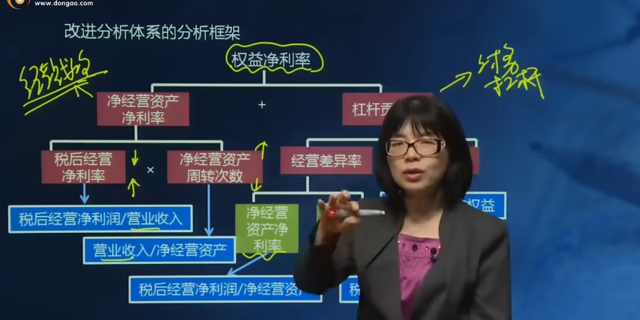 www.dongao.com
改进分析体系的分析框架
权益净利率
净经营资产
净利率
+
杠杆贡
税后经营
净利率
×
净经营资产
周转次数
经营差异率
税后经营净利润/营业收入
净经营
资产净
利率
权益
营业收入/净经营资产
税后经营净利润/净经营资产
税
财务
杠杆